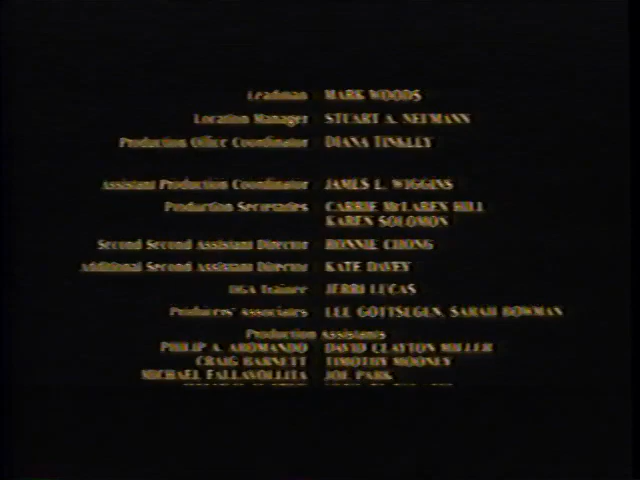 Leadman MARK WOODS
Location Manager STUART A. NEUMANN
Production Office Coordinator DIANA TINKLEY
Assistant Production Coordinator JAMES L. WIGGINS
Production Secretaries CARRIE McLAREN HILL
KAREN SOLOMON
Second Second Assistant Director RONNIE CHONG
Additional Second Assistant Director KATE DAVEY
DGA Trainee JERRI LUCAS
Producers' Associates LEE GOTTSEGEN, SARAH BOWMAN
Production Assistants
PHILIP A. ABOMANDO DAVID CLAYTON MILLER
CRAIG BARNETT TIMOTHY MOONEY
MICHAEL FALLAVOLLITA JOE PARK